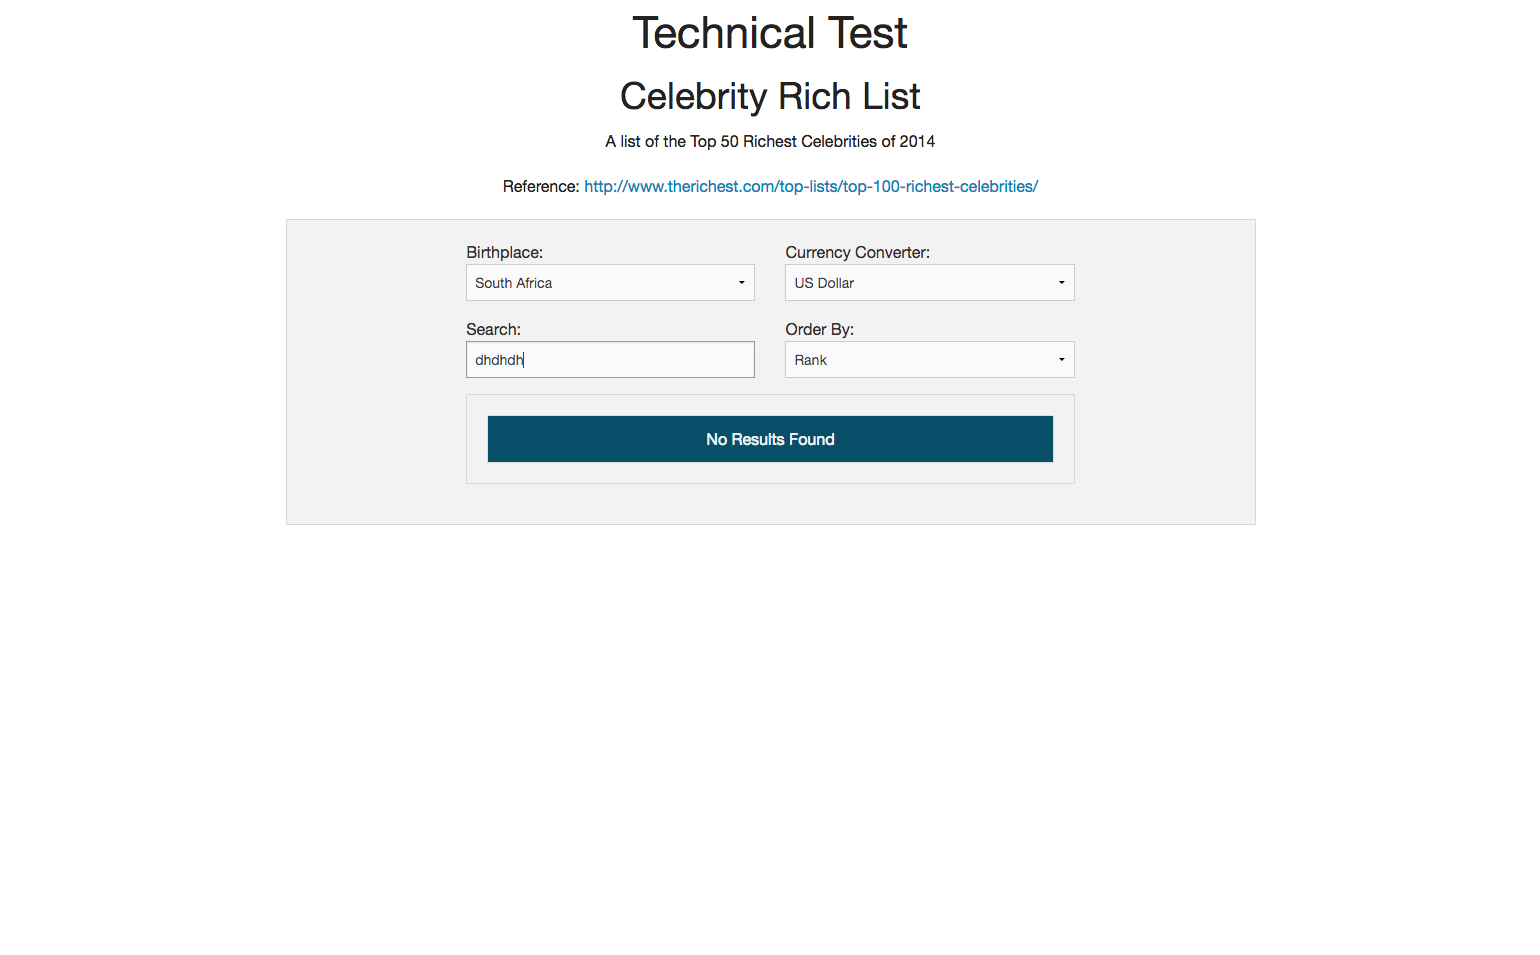 Technical Test
Celebrity Rich List
A list of the Top 50 Richest Celebrities of 2014
Reference: http://www.therichest.com/top-lists/top-100-richest-celebrities/
Birthplace:
South Africa
Currency Converter:
US Dollar
Search:
dhdhdh
Order By:
Rank
No Results Found